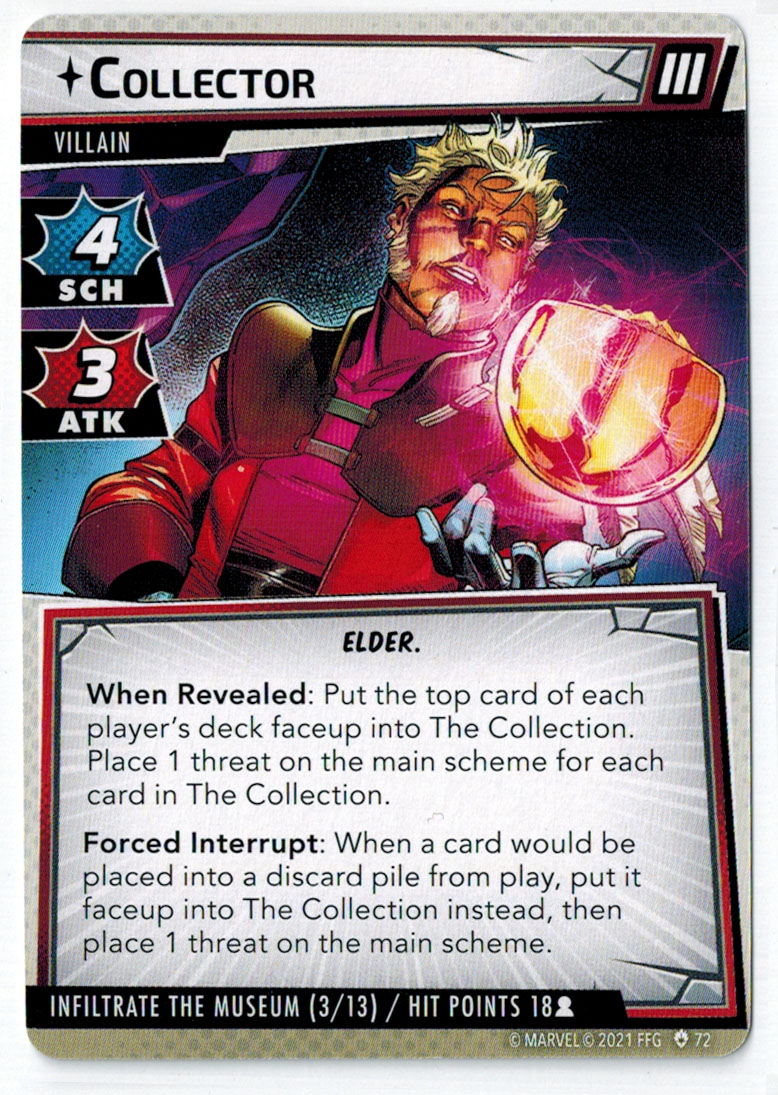 COLLECTOR
III
VILLAIN
4
SCH
3
ATK
ELDER.
When Revealed: Put the top card of each
player's deck faceup into The Collection.
Place 1 threat on the main scheme for each
card in The Collection.
Forced Interrupt: When a card would be
placed into a discard pile from play, put it
faceup into The Collection instead, then
place 1 threat on the main scheme.
INFILTRATE THE MUSEUM (3/13) / HIT POINTS 18
© MARVEL © 2021 FFG 72